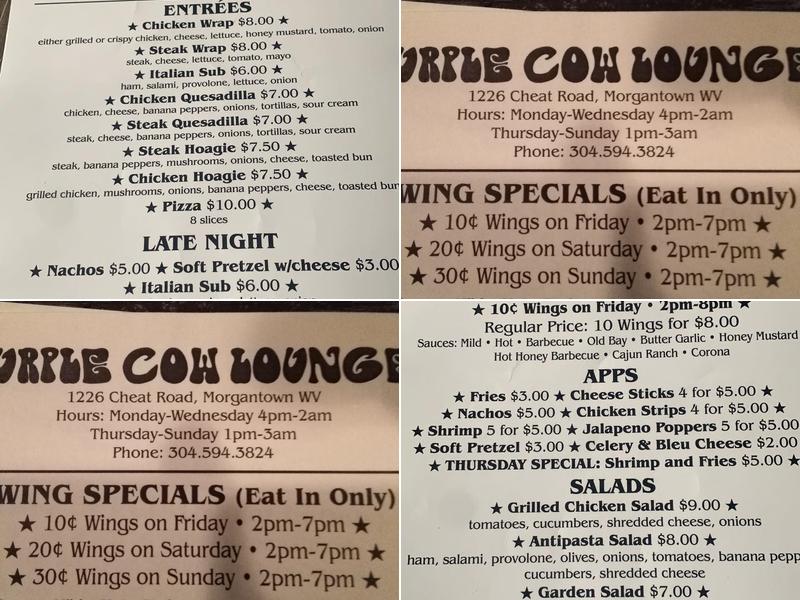 ENTRÉES
★ Chicken Wrap $8.00 ★
either grilled or crispy chicken, cheese, lettuce, honey mustard, tomato, onion
★ Steak Wrap $8.00 ★
steak, cheese, lettuce, tomato, mayo
★ Italian Sub $6.00 ★
ham, salami, provolone, lettuce, onion
★ Chicken Quesadilla $7.00 ★
chicken, cheese, banana peppers, onions, tortillas, sour cream
★ Steak Quesadilla $7.00 ★
steak, cheese, banana peppers, onions, tortillas, sour cream
★ Steak Hoagie $7.50 ★
steak, banana peppers, mushrooms, onions, cheese, toasted bun
★ Chicken Hoagie $7.50 ★
grilled chicken, mushrooms, onions, banana peppers, cheese, toasted bun
★ Pizza $10.00 ★
8 slices
LATE NIGHT
★ Nachos $5.00 ★ Soft Pretzel w/cheese $3.00
★ Italian Sub $6.00 ★
URPLE COW LOUNGE
1226 Cheat Road, Morgantown WV
Hours: Monday-Wednesday 4pm-2am
Thursday-Sunday 1pm-3am
Phone: 304.594.3824
WING SPECIALS (Eat In Only)
★ 10¢ Wings on Friday • 2pm-7pm ★
★ 20¢ Wings on Saturday • 2pm-7pm ★
★ 30¢ Wings on Sunday • 2pm-7pm ★
URPLE COW LOUNGE
1226 Cheat Road, Morgantown WV
Hours: Monday-Wednesday 4pm-2am
Thursday-Sunday 1pm-3am
Phone: 304.594.3824
WING SPECIALS (Eat In Only)
★ 10¢ Wings on Friday • 2pm-7pm ★
★ 20¢ Wings on Saturday • 2pm-7pm ★
★ 30¢ Wings on Sunday • 2pm-7pm ★
★ 10¢ Wings on Friday • 2pm-8pm ★
Regular Price: 10 Wings for $8.00
Sauces: Mild • Hot • Barbecue • Old Bay • Butter Garlic • Honey Mustard
Hot Honey Barbecue • Cajun Ranch • Corona
APPS
★ Fries $3.00 ★ Cheese Sticks 4 for $5.00 ★
★ Nachos $5.00 ★ Chicken Strips 4 for $5.00 ★
★ Shrimp 5 for $5.00 ★ Jalapeno Poppers 5 for $5.00
★ Soft Pretzel $3.00 ★ Celery & Bleu Cheese $2.00
★ THURSDAY SPECIAL: Shrimp and Fries $5.00 ★
SALADS
★ Grilled Chicken Salad $9.00 ★
tomatoes, cucumbers, shredded cheese, onions
★ Antipasta Salad $8.00 ★
ham, salami, provolone, olives, onions, tomatoes, banana pepp
cucumbers, shredded cheese
★ Garden Salad $7.00 ★